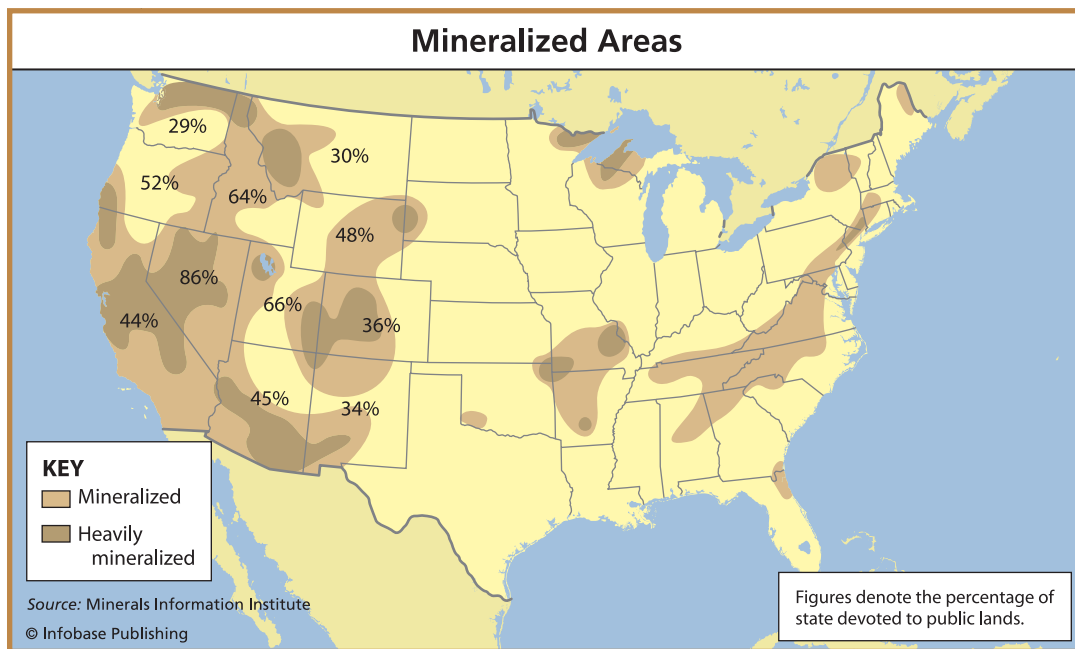 Mineralized Areas
29%
30%
52%
64%
48%
86%
66%
44%
36%
45%
34%
KEY
Mineralized
Heavily
mineralized
Source: Minerals Information Institute
© Infobase Publishing
Figures denote the percentage of
state devoted to public lands.